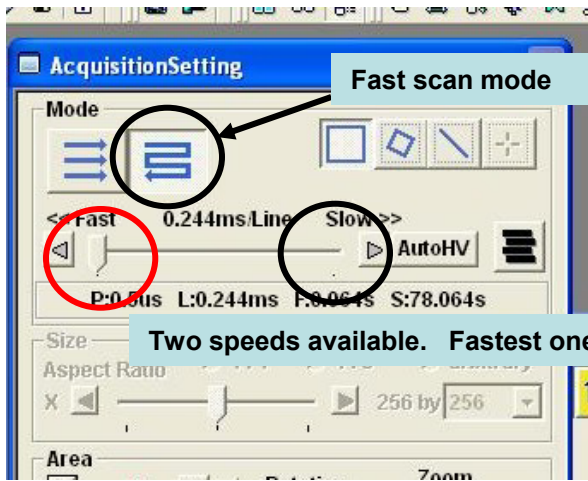 AcquisitionSetting
Fast scan mode
Mode
<< Fast 0.244ms/Line Slow >>
AutoHV
P:0.5us L:0.244ms F:0.064s S:78.064s
Size
Two speeds available. Fastest one
Aspect Ratio
X 256 by 256
Area
Zoom